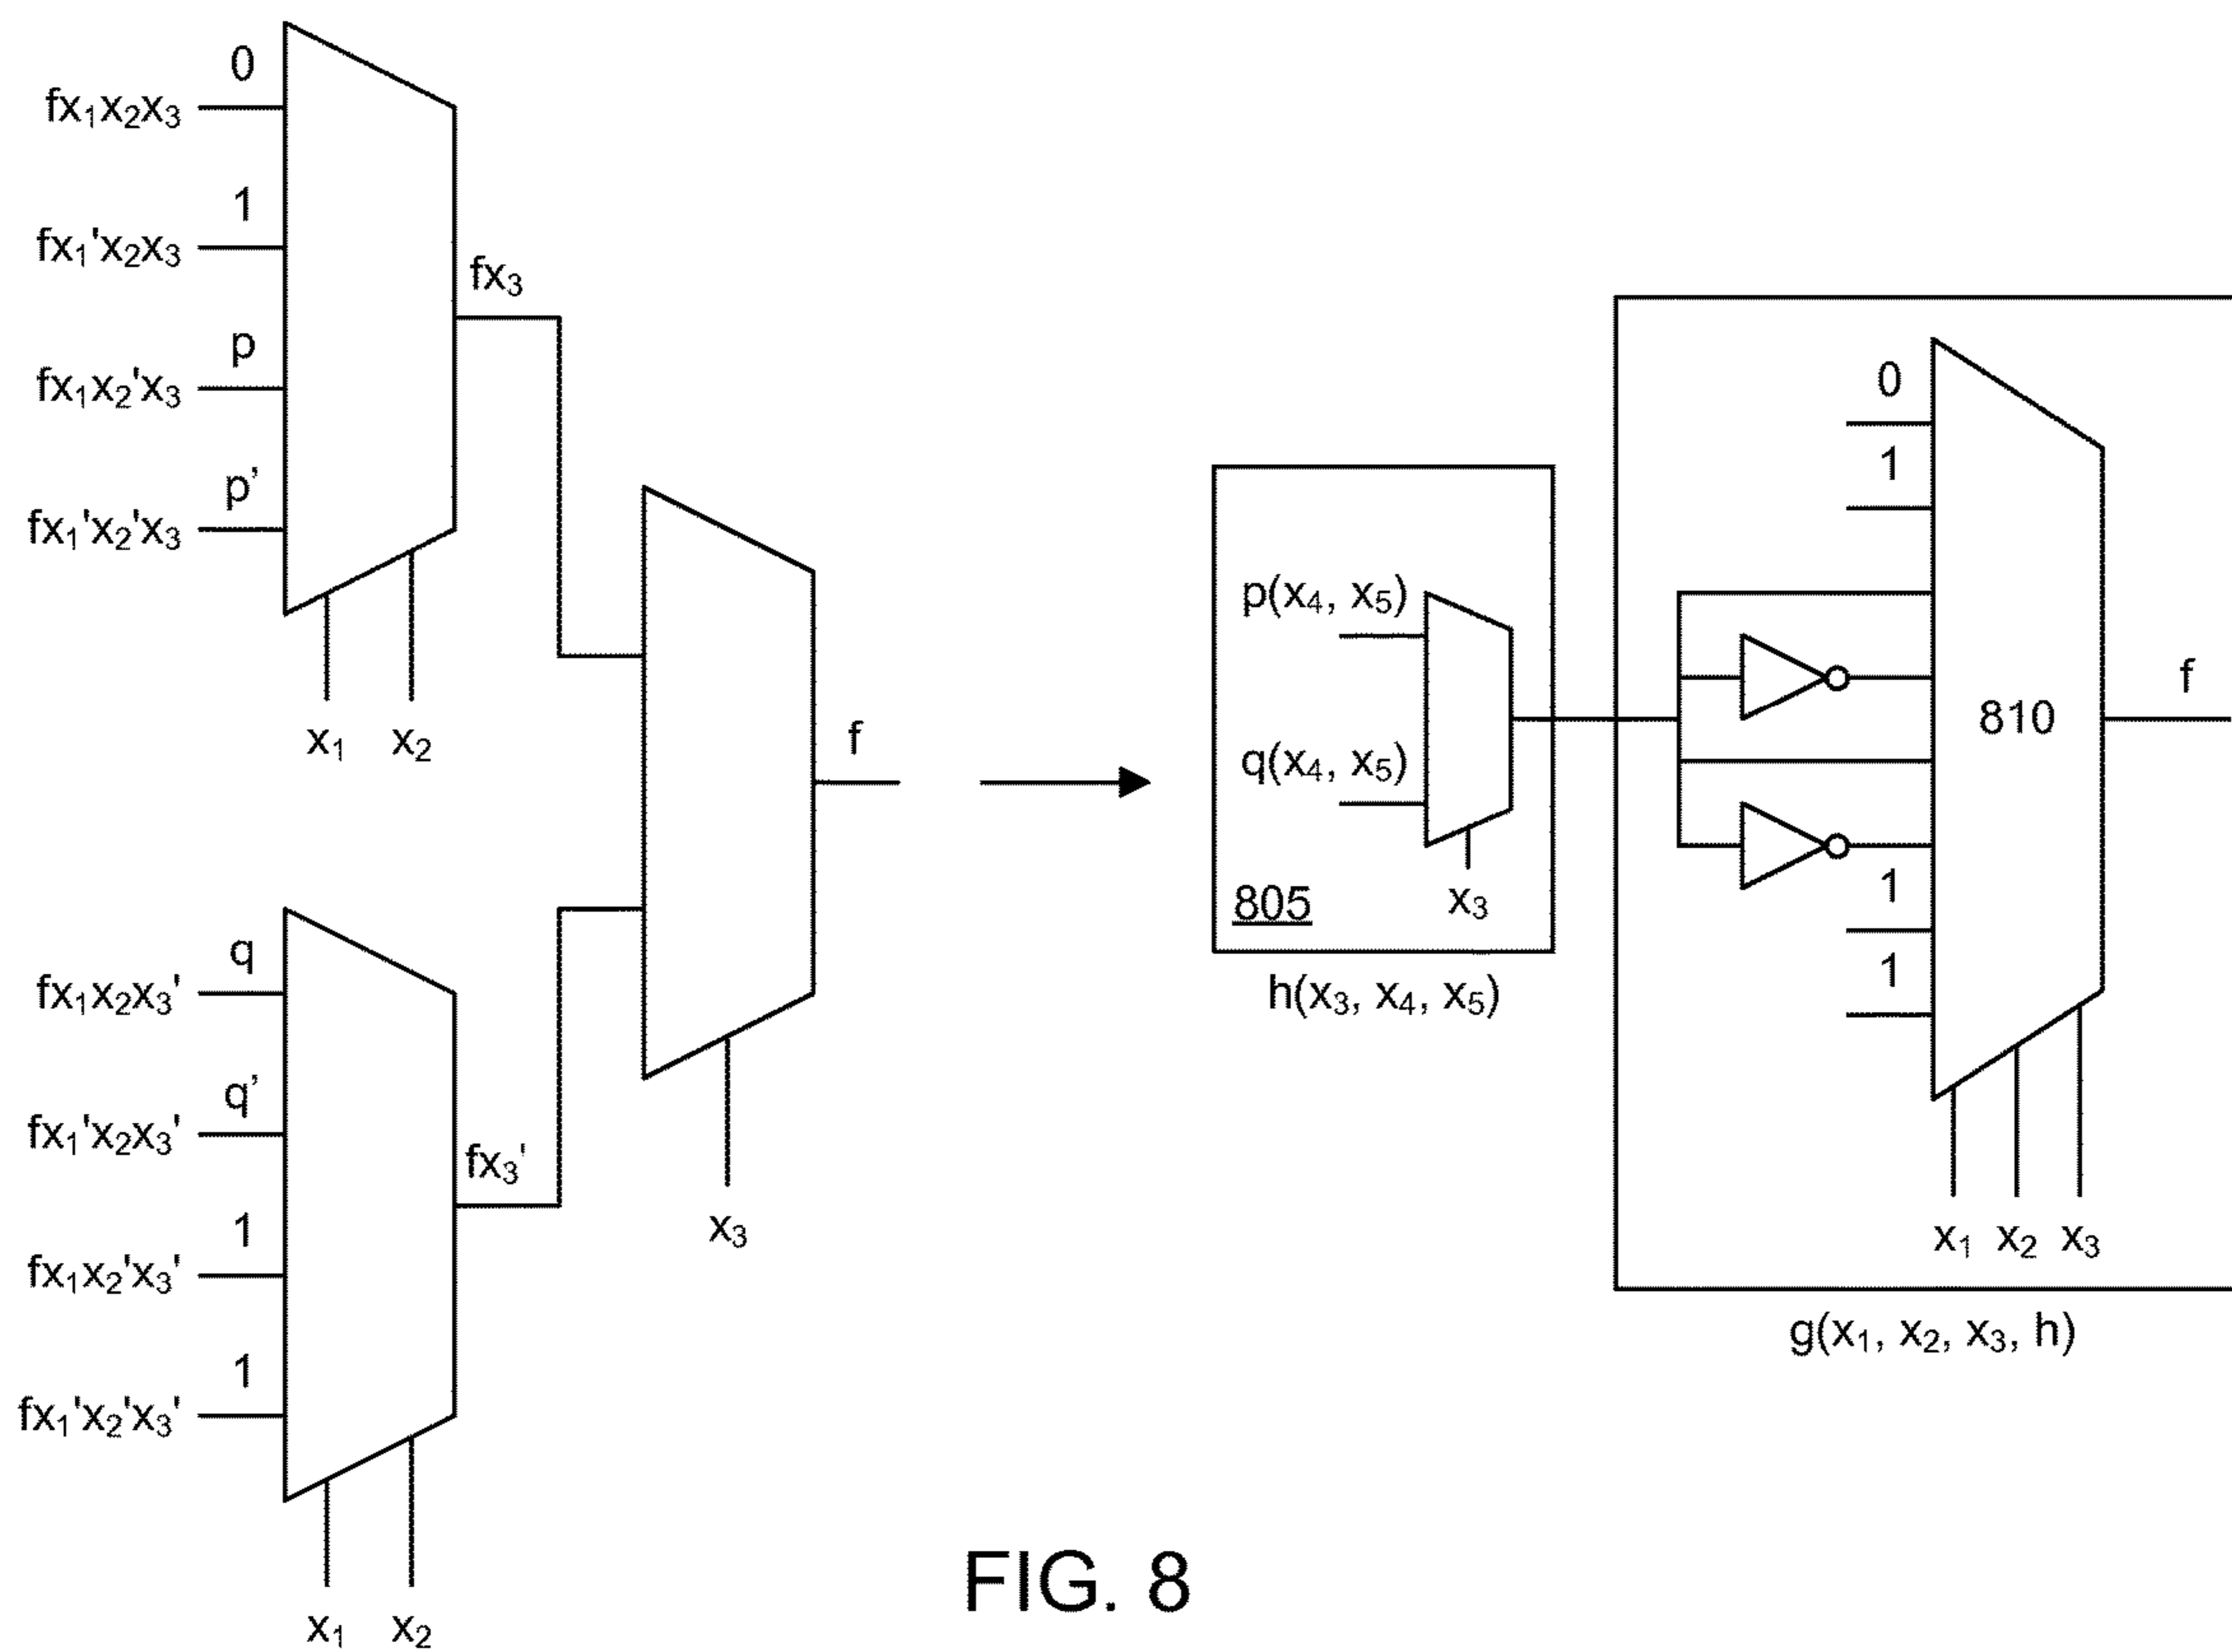 0
fx₁x₂x₃
1
fx₁'x₂x₃
p
fx₁x₂'x₃
p'
fx₁'x₂'x₃
x₁ x₂
fx₃
q
fx₁x₂x₃'
q'
fx₁'x₂x₃'
1
fx₁x₂'x₃'
1
fx₁'x₂'x₃'
x₁ x₂
fx₃'
x₃
f
p(x₄, x₅)
q(x₄, x₅)
x₃
805
h(x₃, x₄, x₅)
0
1
1
1
810
f
x₁ x₂ x₃
g(x₁, x₂, x₃, h)
FIG. 8